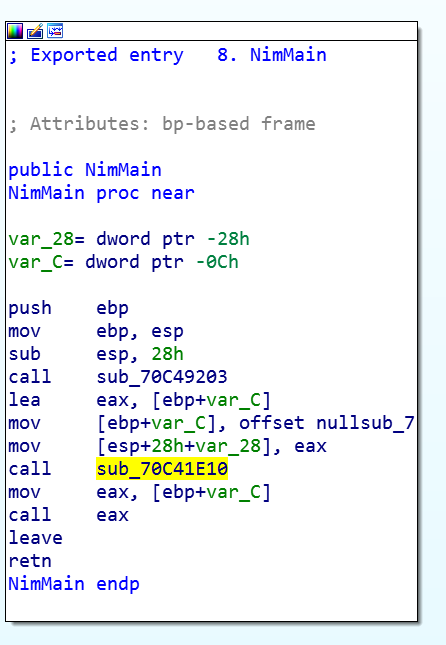 ; Exported entry   8. NimMain
; Attributes: bp-based frame
public NimMain
NimMain proc near
var_28= dword ptr -28h
var_C= dword ptr -0Ch
push    ebp
mov     ebp, esp
sub     esp, 28h
call    sub_70C49203
lea     eax, [ebp+var_C]
mov     [ebp+var_C], offset nullsub_7
mov     [esp+28h+var_28], eax
call    sub_70C41E10
mov     eax, [ebp+var_C]
call    eax
leave
retn
NimMain endp